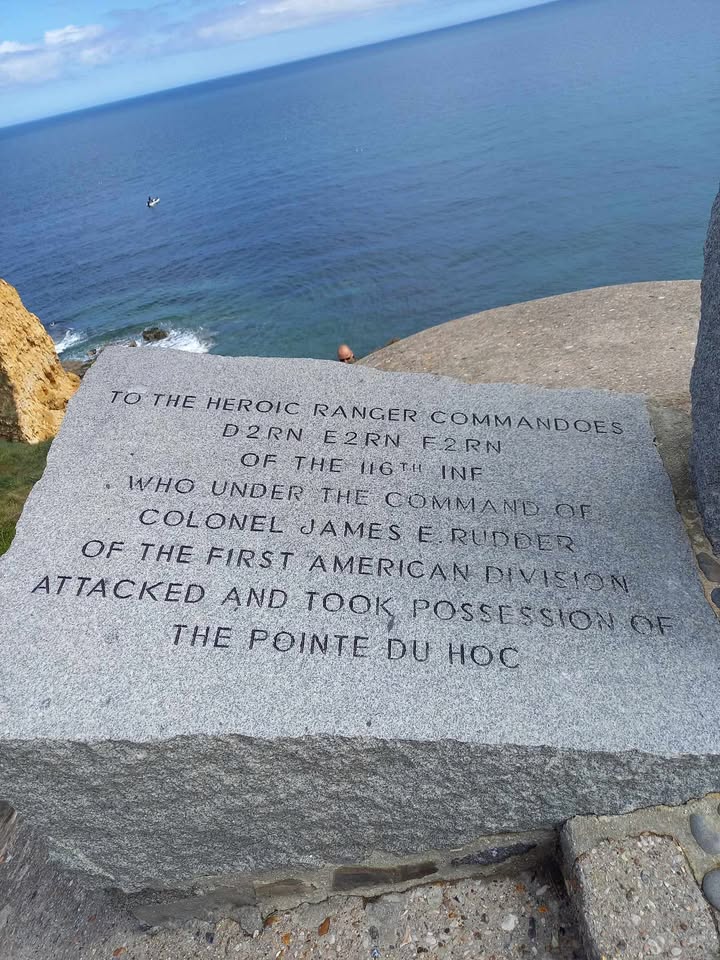 TO THE HEROIC RANGER COMMANDOES
D2RN E2RN F2RN
OF THE 116TH INF
WHO UNDER THE COMMAND OF
COLONEL JAMES E. RUDDER
OF THE FIRST AMERICAN DIVISION
ATTACKED AND TOOK POSSESSION OF
THE POINTE DU HOC